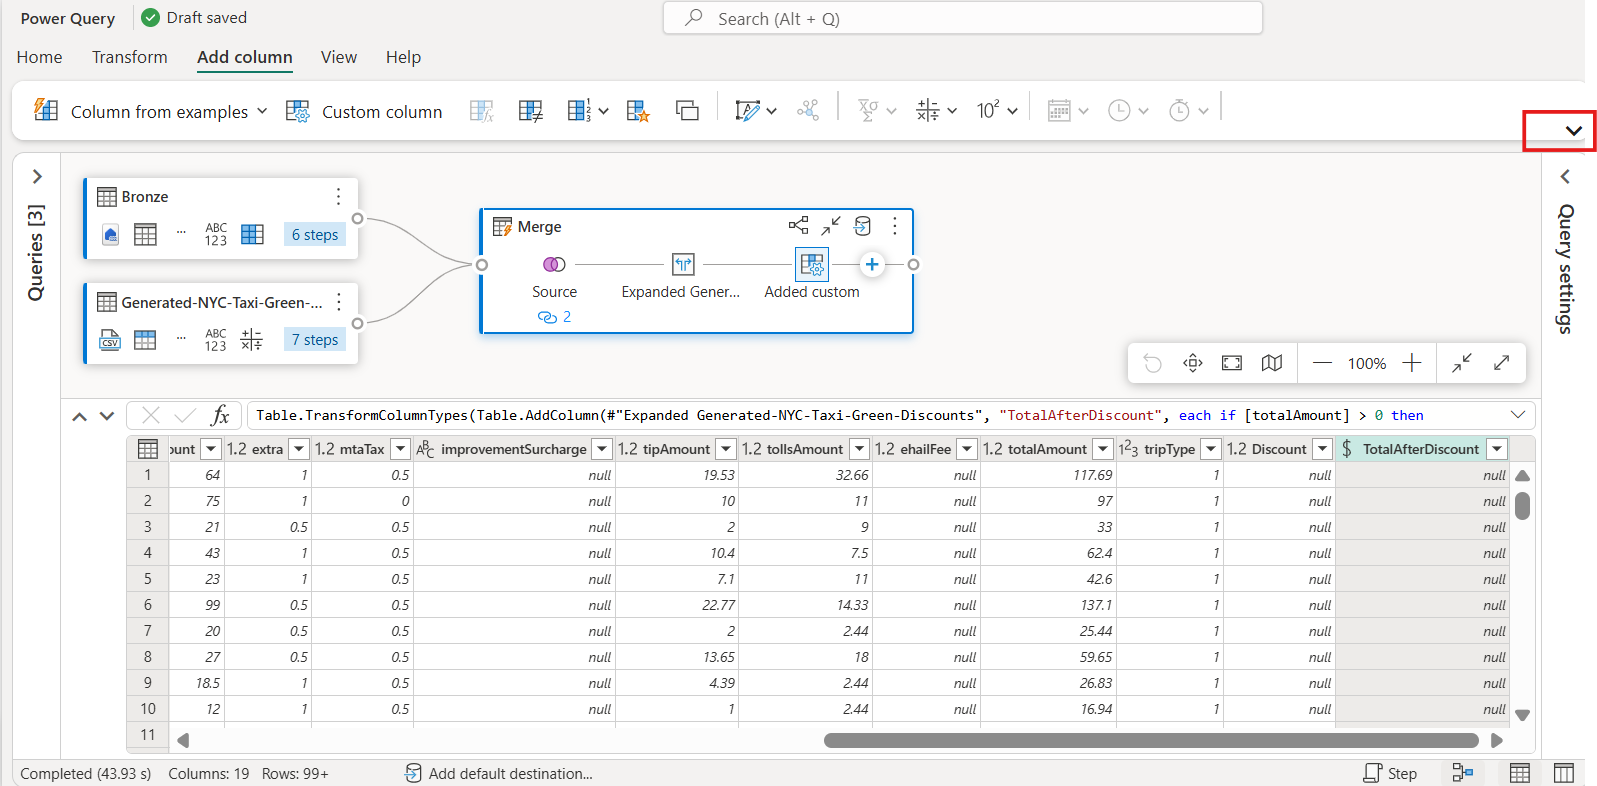 Power Query
Draft saved
Search (Alt + Q)
Home Transform Add column View Help
Column from examples Custom column 10²
Queries [3]
Bronze
ABC 123
6 steps
Generated-NYC-Taxi-Green-...
CSV
ABC 123
7 steps
Merge
Source Expanded Gener... Added custom
2
Query settings
100%
fx Table.TransformColumnTypes(Table.AddColumn(#"Expanded Generated-NYC-Taxi-Green-Discounts", "TotalAfterDiscount", each if [totalAmount] > 0 then
ount 1.2 extra 1.2 mtaTax ABC improvementSurcharge 1.2 tipAmount 1.2 tollsAmount 1.2 ehailFee 1.2 totalAmount 123 tripType 1.2 Discount $ TotalAfterDiscount
1 64 1 0.5 null 19.53 32.66 null 117.69 1 null null
2 75 1 0 null 10 11 null 97 1 null null
3 21 0.5 0.5 null 2 9 null 33 1 null null
4 43 1 0.5 null 10.4 7.5 null 62.4 1 null null
5 23 1 0.5 null 7.1 11 null 42.6 1 null null
6 99 0.5 0.5 null 22.77 14.33 null 137.1 1 null null
7 20 0.5 0.5 null 2 2.44 null 25.44 1 null null
8 27 0.5 0.5 null 13.65 18 null 59.65 1 null null
9 18.5 1 0.5 null 4.39 2.44 null 26.83 1 null null
10 12 1 0.5 null 1 2.44 null 16.94 1 null null
11
Completed (43.93 s) Columns: 19 Rows: 99+ Add default destination... Step